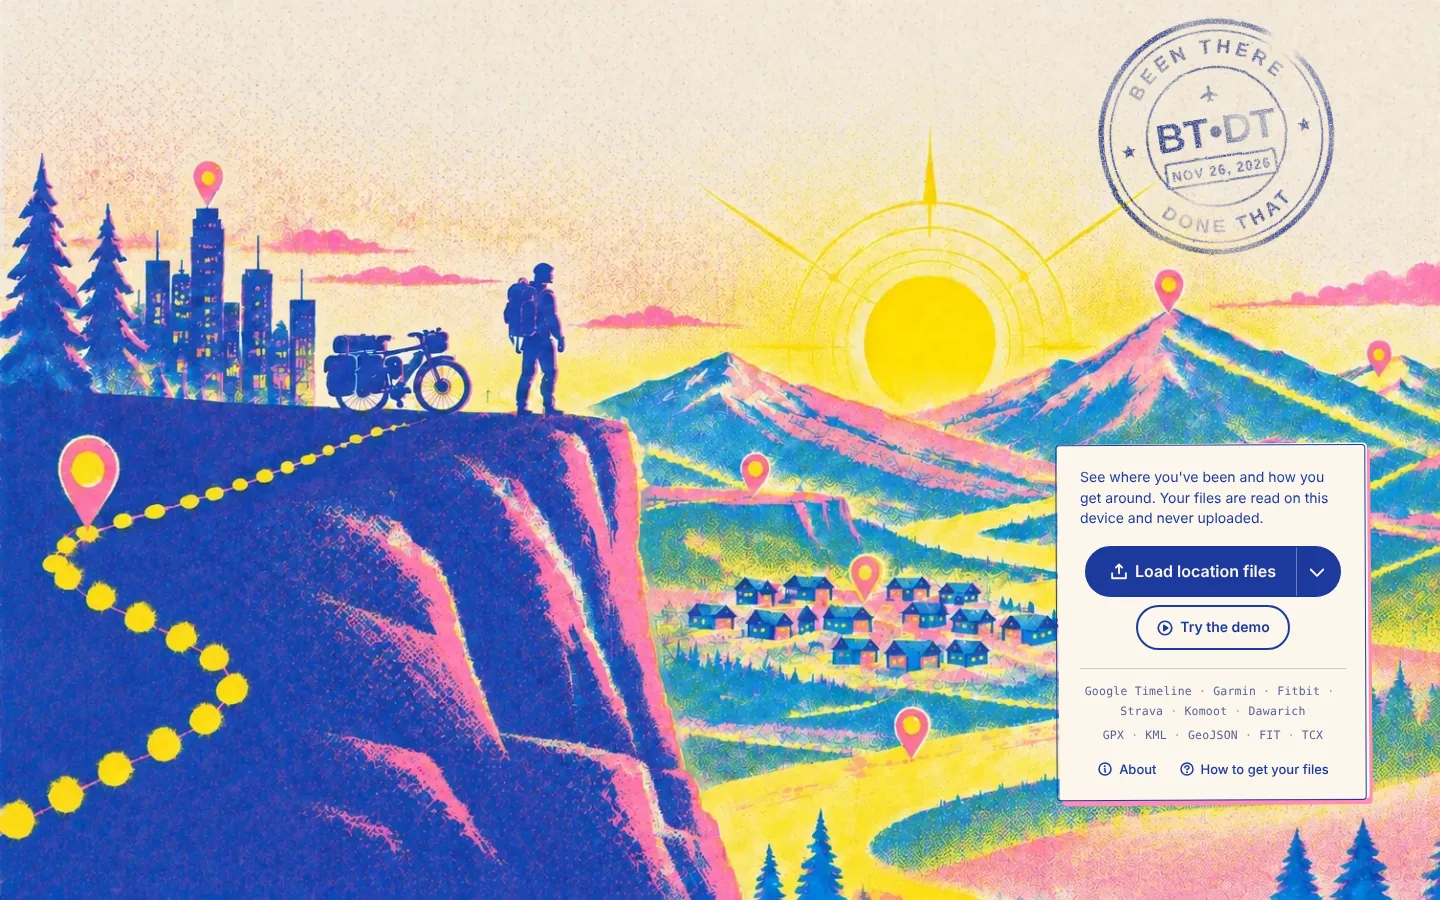 BEEN THERE
BT•DT
NOV 26, 2026
DONE THAT
See where you've been and how you
get around. Your files are read on this
device and never uploaded.
Load location files
Try the demo
Google Timeline · Garmin · Fitbit ·
Strava · Komoot · Dawarich
GPX · KML · GeoJSON · FIT · TCX
About
How to get your files